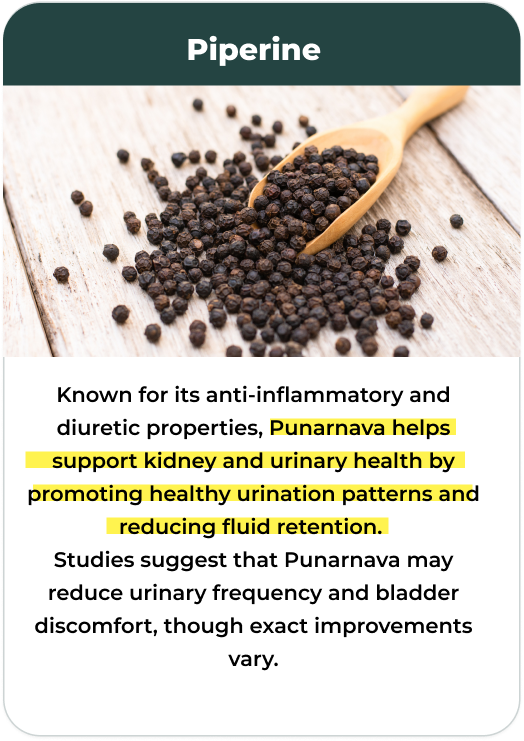 Piperine
Known for its anti-inflammatory and
diuretic properties, Punarnava helps
support kidney and urinary health by
promoting healthy urination patterns and
reducing fluid retention.
Studies suggest that Punarnava may
reduce urinary frequency and bladder
discomfort, though exact improvements
vary.